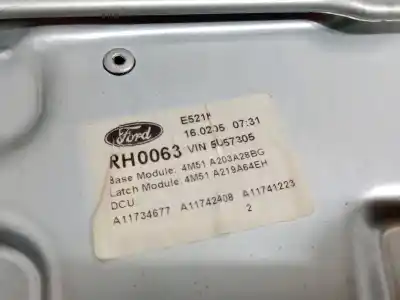 Ford
E521K
16.0205 07:31
RH0063 VIN 5U57305
Base Module: 4M51 A203A28BG
Latch Module: 4M51 A219A64EH
DCU:
A11734677 A11742408 A11741223
2